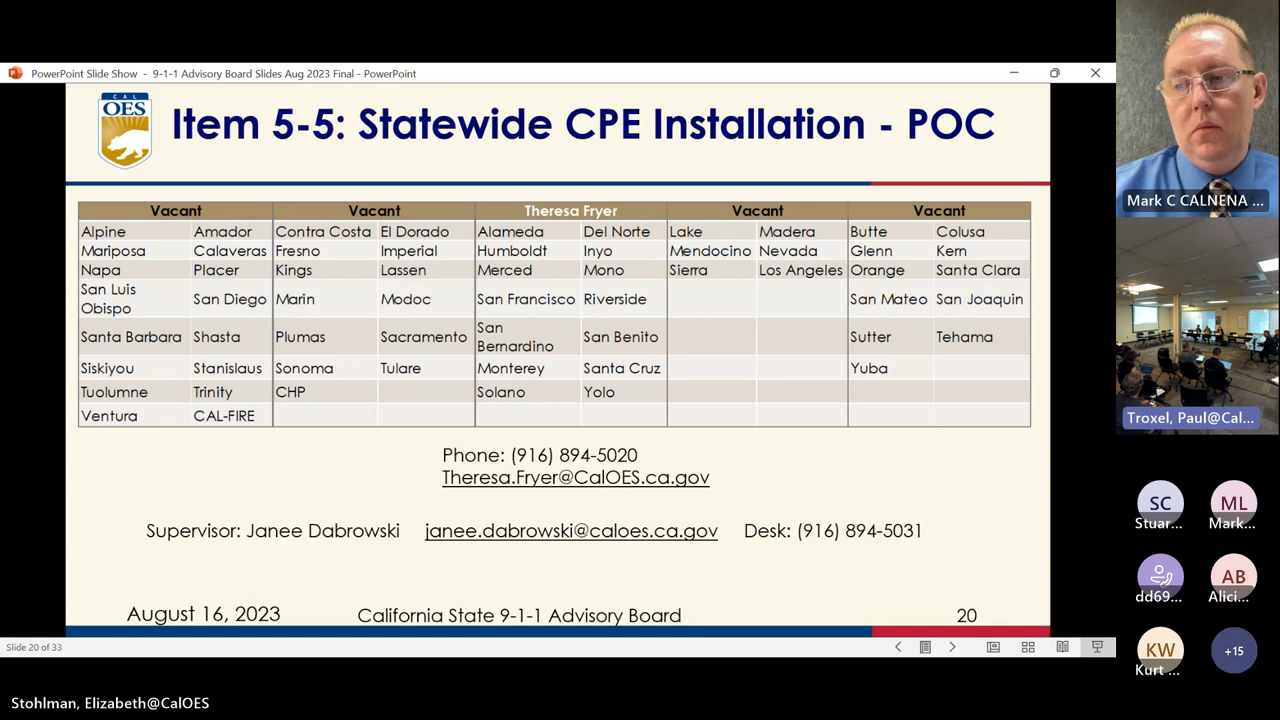 PowerPoint Slide Show - 9-1-1 Advisory Board Slides Aug 2023 Final - PowerPoint
CAL
OES
Item 5-5: Statewide CPE Installation - POC
Vacant Vacant Theresa Fryer Vacant Vacant
Alpine Amador Contra Costa El Dorado Alameda Del Norte Lake Madera Butte Colusa
Mariposa Calaveras Fresno Imperial Humboldt Inyo Mendocino Nevada Glenn Kern
Napa Placer Kings Lassen Merced Mono Sierra Los Angeles Orange Santa Clara
San Luis Obispo San Diego Marin Modoc San Francisco Riverside San Mateo San Joaquin
Santa Barbara Shasta Plumas Sacramento San Bernardino San Benito Sutter Tehama
Siskiyou Stanislaus Sonoma Tulare Monterey Santa Cruz Yuba
Tuolumne Trinity CHP Solano Yolo
Ventura CAL-FIRE
Phone: (916) 894-5020
Theresa.Fryer@CalOES.ca.gov
Supervisor: Janee Dabrowski janee.dabrowski@caloes.ca.gov Desk: (916) 894-5031
August 16, 2023 California State 9-1-1 Advisory Board 20
Slide 20 of 33
Stohlman, Elizabeth@CalOES
Mark C CALNENA ...
Troxel, Paul@Cal...
SC ML
Stuar... Mark...
AB
dd69... Alici...
KW +15
Kurt ...